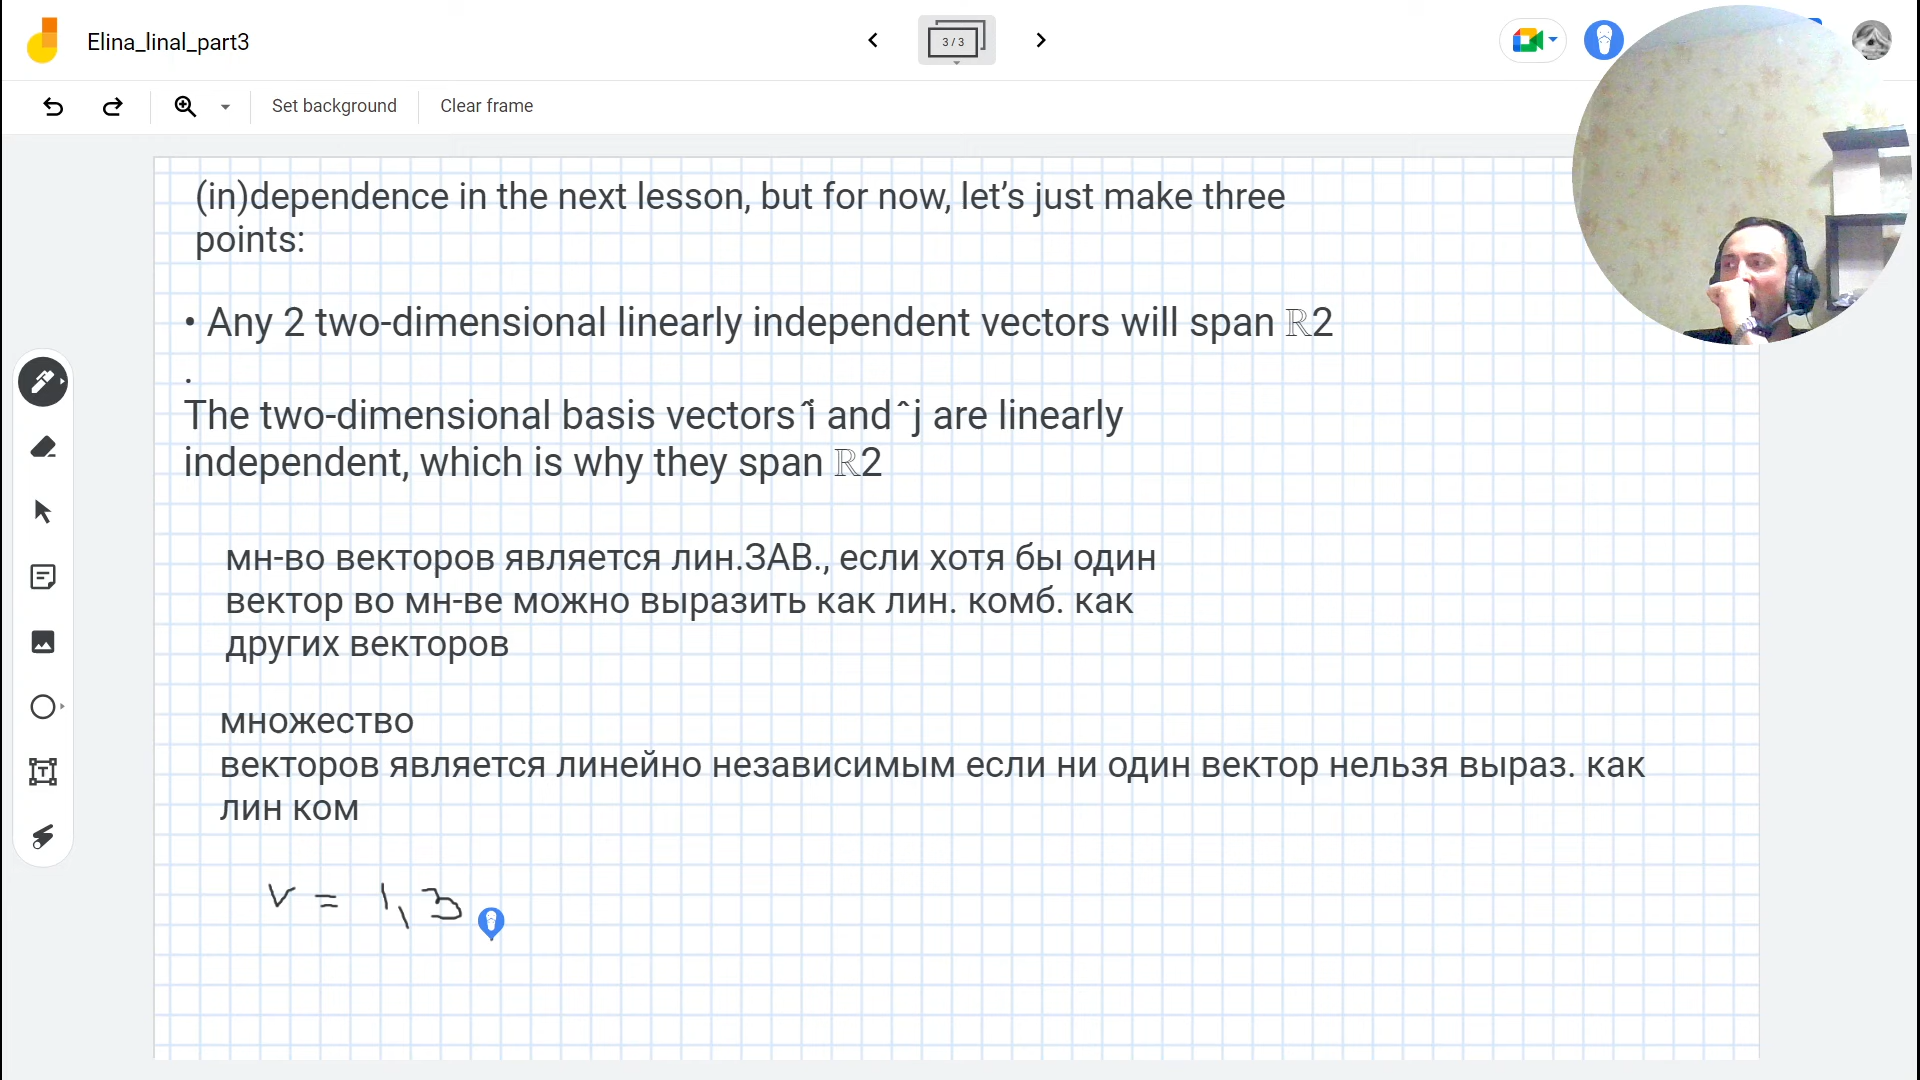 Elina_linal_part3
3 / 3
Set background
Clear frame
(in)dependence in the next lesson, but for now, let’s just make three
points:
• Any 2 two-dimensional linearly independent vectors will span ℝ2
.
The two-dimensional basis vectors ̂i and ̂ j are linearly
independent, which is why they span ℝ2
мн-во векторов является лин.ЗАВ., если хотя бы один
вектор во мн-ве можно выразить как лин. комб. как
других векторов
множество
векторов является линейно независимым если ни один вектор нельзя выраз. как
лин ком
v = 1, 3